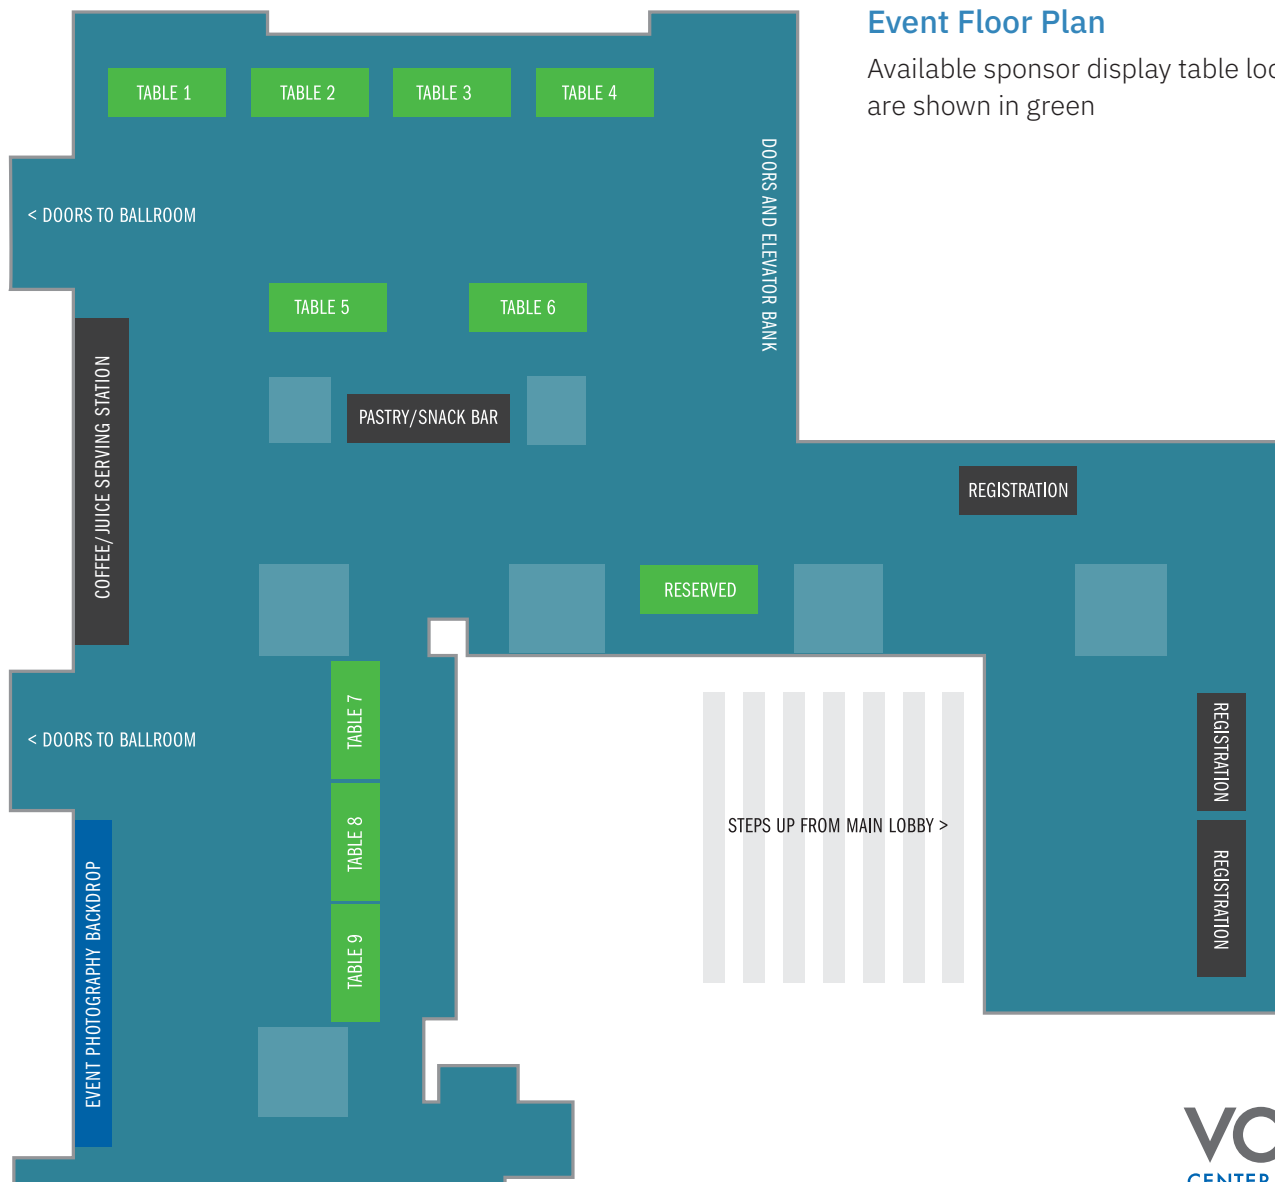 Event Floor Plan
Available sponsor display table
are shown in green
TABLE 1
TABLE 2
TABLE 3
TABLE 4
DOORS AND ELEVATOR BANK
< DOORS TO BALLROOM
TABLE 5
TABLE 6
COFFEE/JUICE SERVING STATION
PASTRY/SNACK BAR
REGISTRATION
RESERVED
TABLE 7
< DOORS TO BALLROOM
REGISTRATION
TABLE 8
STEPS UP FROM MAIN LOBBY >
REGISTRATION
EVENT PHOTOGRAPHY BACKDROP
TABLE 9
CENTER